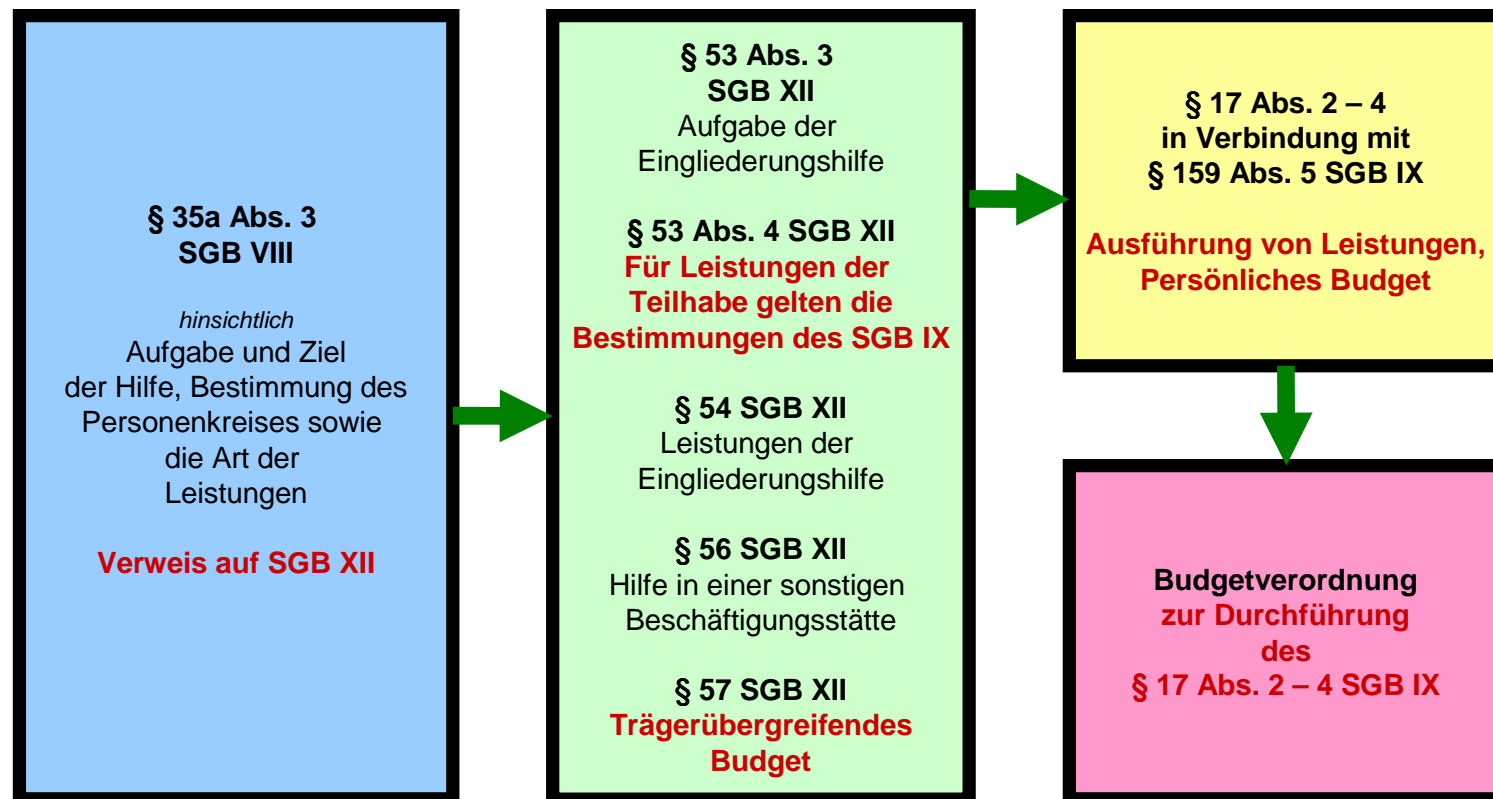 § 35a Abs. 3
SGB VIII
hinsichtlich
Aufgabe und Ziel
der Hilfe, Bestimmung des
Personenkreises sowie
die Art der
Leistungen
Verweis auf SGB XII
§ 53 Abs. 3
SGB XII
Aufgabe der
Eingliederungshilfe
§ 53 Abs. 4 SGB XII
Für Leistungen der
Teilhabe gelten die
Bestimmungen des SGB IX
§ 54 SGB XII
Leistungen der
Eingliederungshilfe
§ 56 SGB XII
Hilfe in einer sonstigen
Beschäftigungsstätte
§ 57 SGB XII
Trägerübergreifendes
Budget
§ 17 Abs. 2 – 4
in Verbindung mit
§ 159 Abs. 5 SGB IX
Ausführung von Leistungen,
Persönliches Budget
Budgetverordnung
zur Durchführung
des
§ 17 Abs. 2 – 4 SGB IX